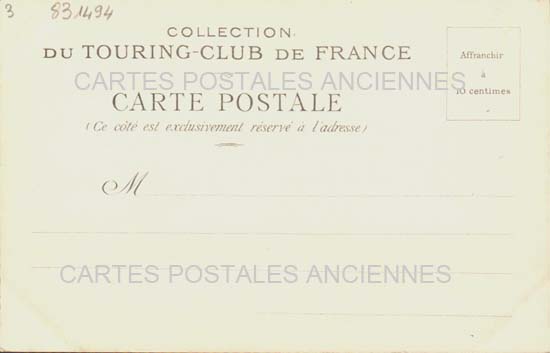 3
831494
COLLECTION
DU TOURING-CLUB DE FRANCE
Affranchir
à
10 centimes
CARTES POSTALES ANCIENNES
CARTE POSTALE
(Ce côté est exclusivement réservé à l'adresse)
M
CARTES POSTALES ANCIENNES